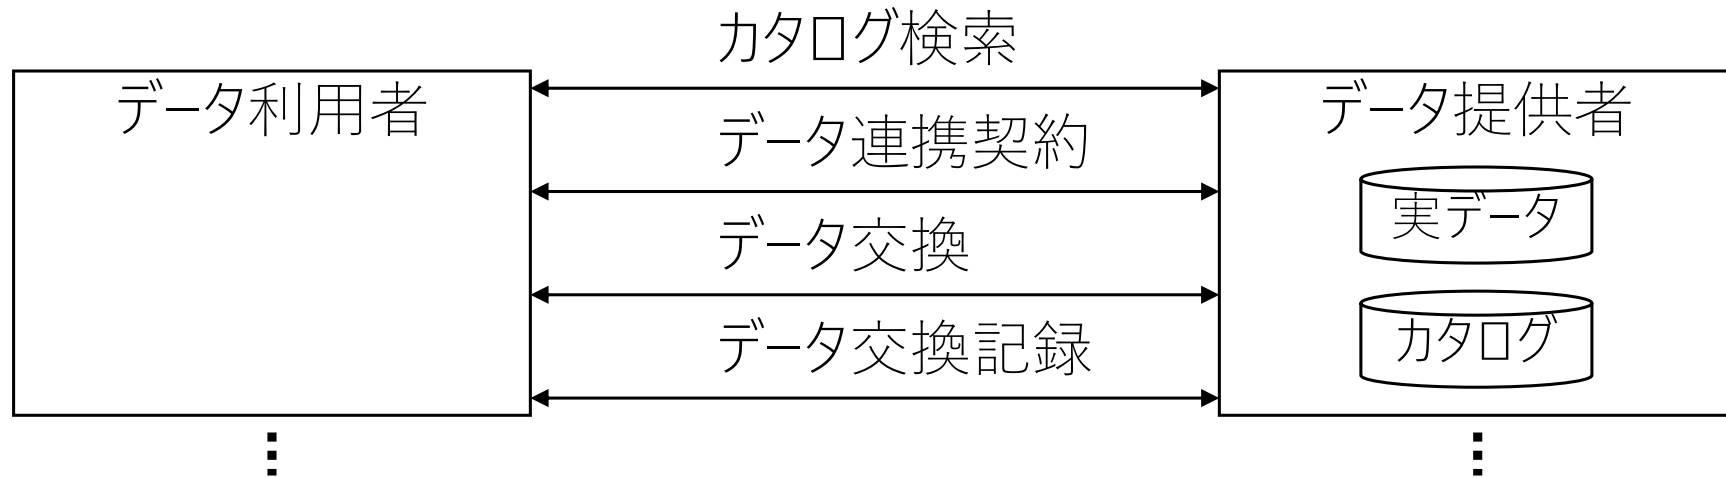 カタログ検索
データ利用者
データ提供者
データ連携契約
実データ
データ交換
カタログ
データ交換記録